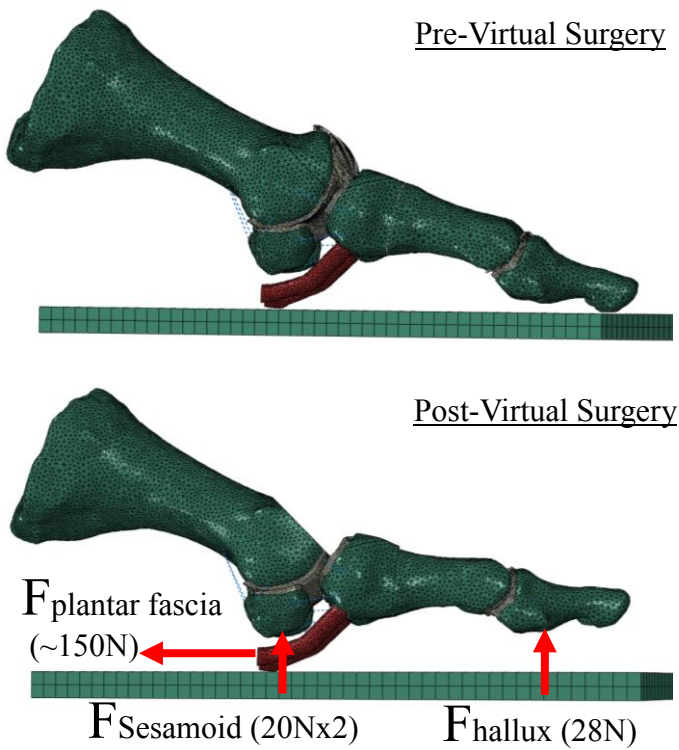 Pre-Virtual Surgery
Post-Virtual Surgery
Fplantar fascia
(~150N)
FSesamoid (20Nx2)
Fhallux (28N)